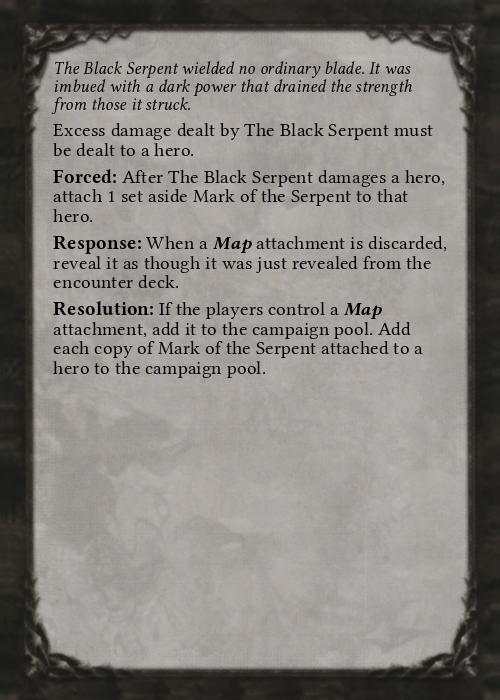 The Black Serpent wielded no ordinary blade. It was
imbued with a dark power that drained the strength
from those it struck.
Excess damage dealt by The Black Serpent must
be dealt to a hero.
Forced: After The Black Serpent damages a hero,
attach 1 set aside Mark of the Serpent to that
hero.
Response: When a Map attachment is discarded,
reveal it as though it was just revealed from the
encounter deck.
Resolution: If the players control a Map
attachment, add it to the campaign pool. Add
each copy of Mark of the Serpent attached to a
hero to the campaign pool.